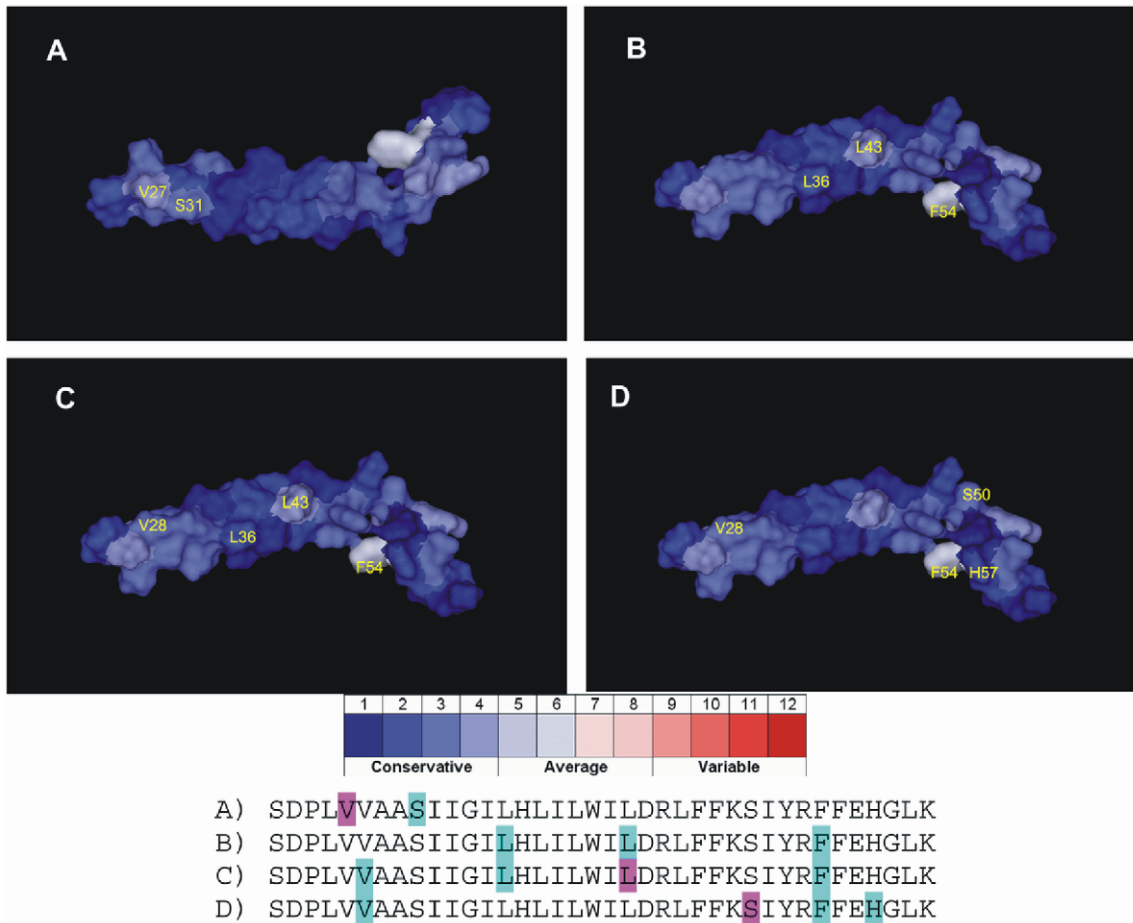 A
V27
S31
B
L43
L36
F54
C
V28
L43
L36
F54
D
S50
V28
F54 H57
1 2 3 4 5 6 7 8 9 10 11 12
Conservative Average Variable
A) SDPLVVAASIIGILHLILWILDRLFFKSIYRFFEHGLK
B) SDPLVVAASIIGILHLILWILDRLFFKSIYRFFEHGLK
C) SDPLVVAASIIGILHLILWILDRLFFKSIYRFFEHGLK
D) SDPLVVAASIIGILHLILWILDRLFFKSIYRFFEHGLK